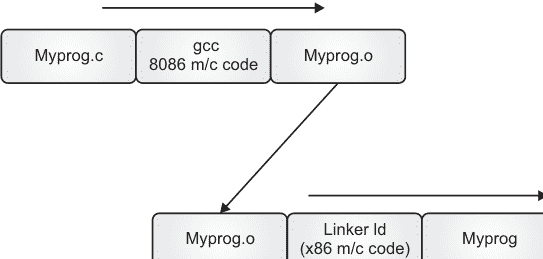 Myprog.c
gcc
8086 m/c code
Myprog.o
Myprog.o
Linker ld
(x86 m/c code)
Myprog